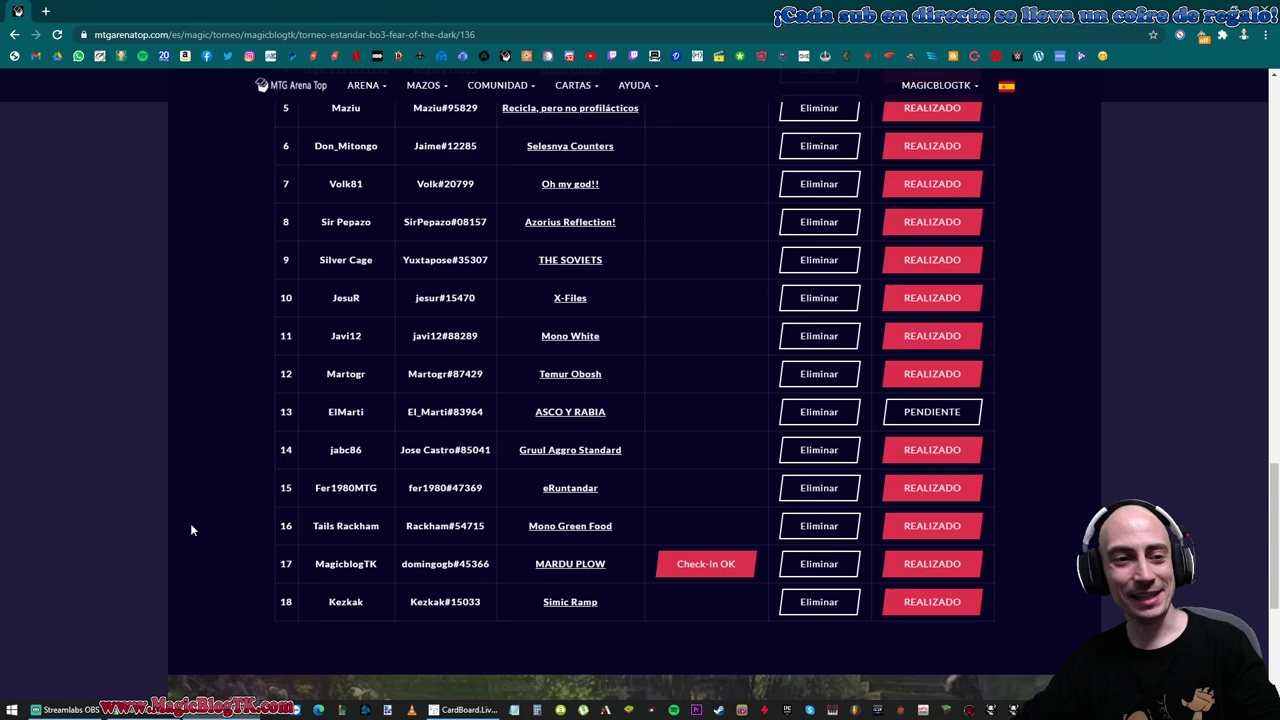 ¡Cada sub en directo se lleva un cofre de regalo!
mtgarenatop.com/es/magic/torneo/magicblogtk/torneo-estandar-bo3-fear-of-the-dark/136
MTG Arena Top ARENA MAZOS COMUNIDAD CARTAS AYUDA MAGICBLOGTK
5 Maziu Maziu#95829 Recicla, pero no profilácticos Eliminar REALIZADO
6 Don_Mitongo Jaime#12285 Selesnya Counters Eliminar REALIZADO
7 Volk81 Volk#20799 Oh my god!! Eliminar REALIZADO
8 Sir Pepazo SirPepazo#08157 Azorius Reflection! Eliminar REALIZADO
9 Silver Cage Yuxtapose#35307 THE SOVIETS Eliminar REALIZADO
10 JesuR jesur#15470 X-Files Eliminar REALIZADO
11 Javi12 javi12#88289 Mono White Eliminar REALIZADO
12 Martogr Martogr#87429 Temur Obosh Eliminar REALIZADO
13 ElMarti El_Marti#83964 ASCO Y RABIA Eliminar PENDIENTE
14 jabc86 Jose Castro#85041 Gruul Aggro Standard Eliminar REALIZADO
15 Fer1980MTG fer1980#47369 eRuntandar Eliminar REALIZADO
16 Tails Rackham Rackham#54715 Mono Green Food Eliminar REALIZADO
17 MagicblogTK domingogb#45366 MARDU PLOW Check-in OK Eliminar REALIZADO
18 Kezkak Kezkak#15033 Simic Ramp Eliminar REALIZADO
Streamlabs OBS www.MagicBlogTK.com CardBoard.Liv...